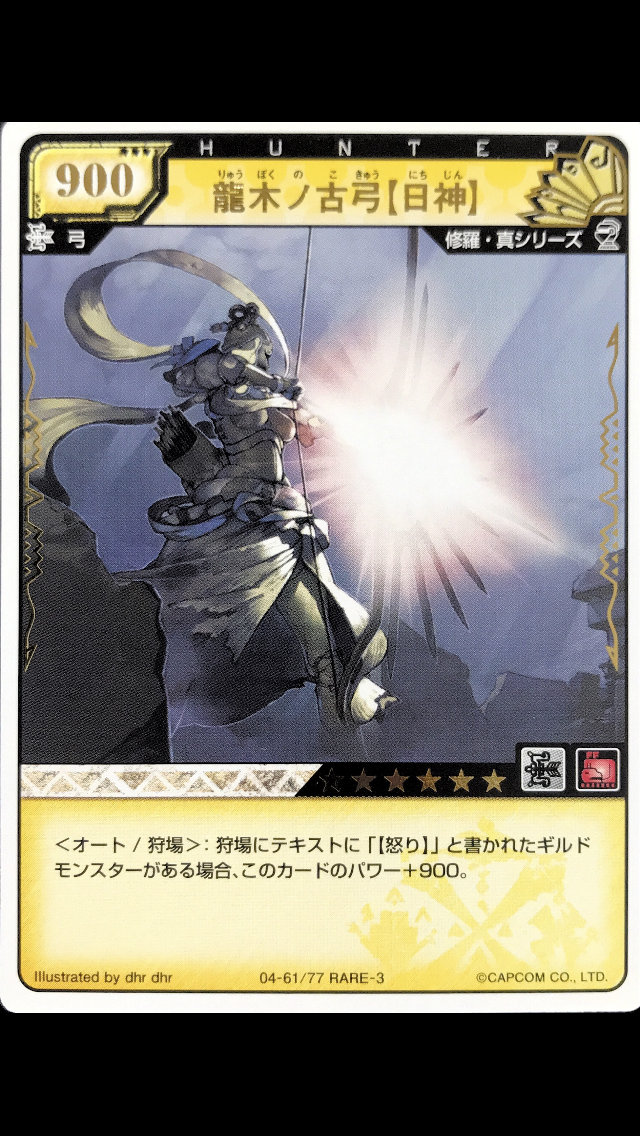 HUNTER
900
りゅう ぼく の こ きゅう にち じん
龍木ノ古弓【日神】
弓
修羅・真シリーズ
FF
＜オート / 狩場＞：狩場にテキストに「【怒り】」と書かれたギルド
モンスターがある場合、このカードのパワー＋900。
Illustrated by dhr dhr
04-61/77 RARE-3
©CAPCOM CO., LTD.